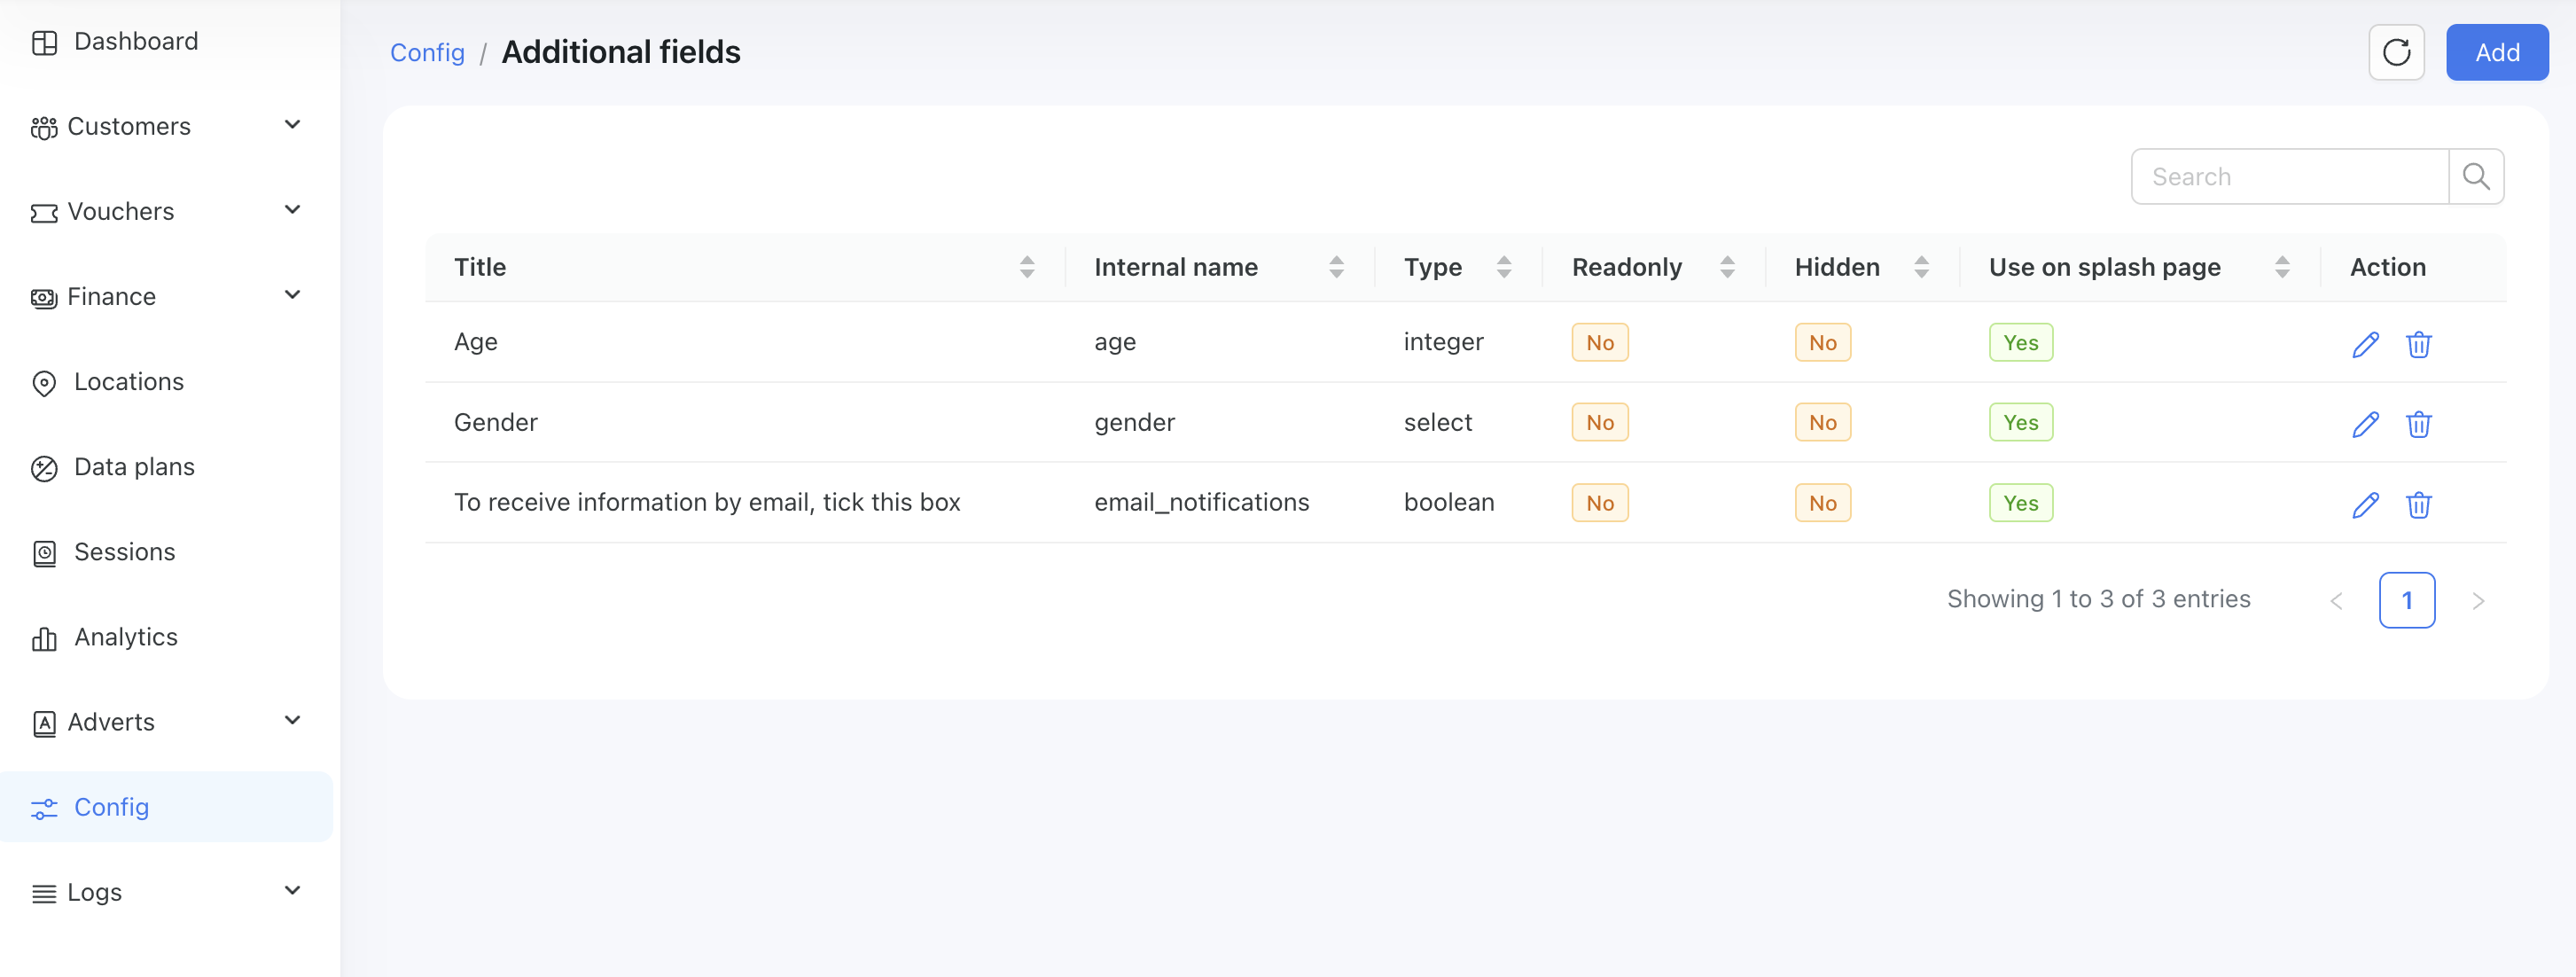 Dashboard
Customers
Vouchers
Finance
Locations
Data plans
Sessions
Analytics
Adverts
Config
Logs
Config / Additional fields
Add
Search
Title Internal name Type Readonly Hidden Use on splash page Action
Age age integer No No Yes
Gender gender select No No Yes
To receive information by email, tick this box email_notifications boolean No No Yes
Showing 1 to 3 of 3 entries < 1 >